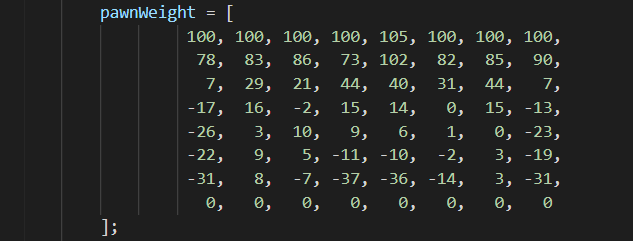 pawnWeight = [
100, 100, 100, 100, 105, 100, 100, 100,
78, 83, 86, 73, 102, 82, 85, 90,
7, 29, 21, 44, 40, 31, 44, 7,
-17, 16, -2, 15, 14, 0, 15, -13,
-26, 3, 10, 9, 6, 1, 0, -23,
-22, 9, 5, -11, -10, -2, 3, -19,
-31, 8, -7, -37, -36, -14, 3, -31,
0, 0, 0, 0, 0, 0, 0, 0
];